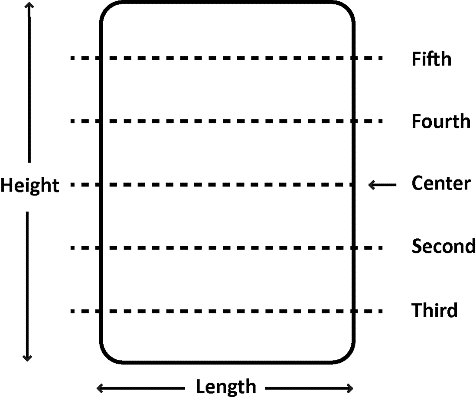 Fifth
Fourth
Height
Center
Second
Third
Length